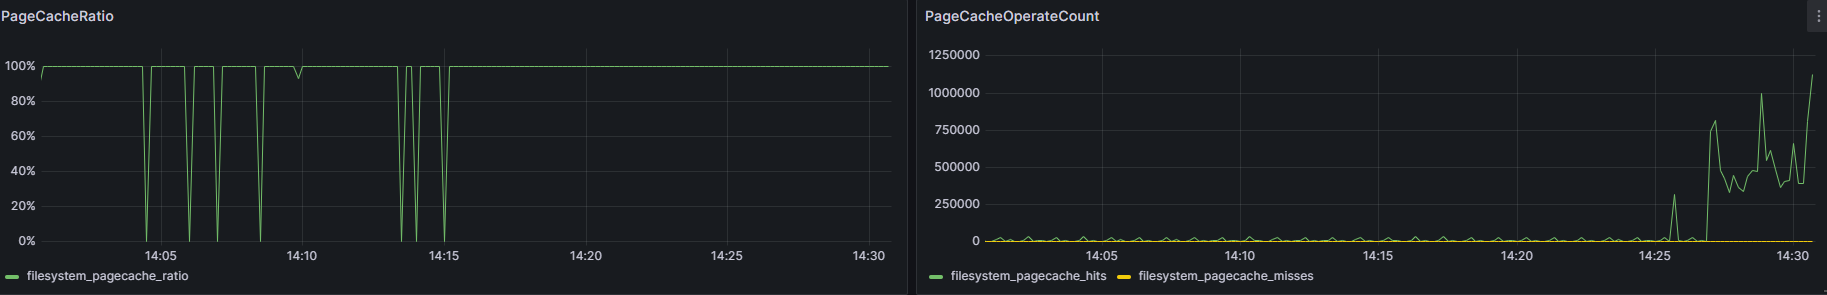 PageCacheRatio
100%
80%
60%
40%
20%
0%
14:05 14:10 14:15 14:20 14:25 14:30
filesystem_pagecache_ratio
PageCacheOperateCount
1250000
1000000
750000
500000
250000
0
14:05 14:10 14:15 14:20 14:25 14:30
filesystem_pagecache_hits filesystem_pagecache_misses